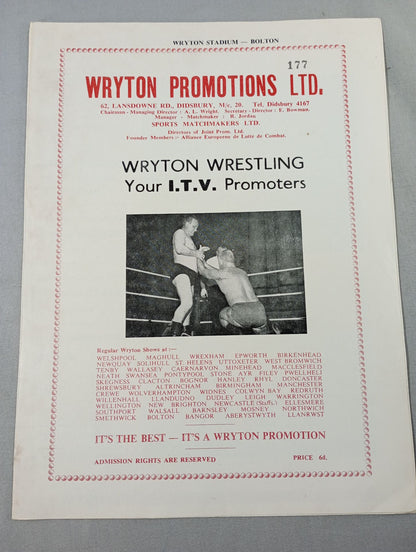 WRYTON STADIUM — BOLTON
177
WRYTON PROMOTIONS LTD.
62, LANSDOWNE RD., DIDSBURY, M/c. 20. Tel. Didsbury 4167
Chairman - Managing Director : A. L. Wright. Secretary - Director : E. Bowman.
Manager - Matchmaker : R. Jordan
SPORTS MATCHMAKERS LTD.
Directors of Joint Prom. Ltd.
Founder Members :- Alliance Europeene de Lutte de Combat.
WRYTON WRESTLING
Your I.T.V. Promoters
Regular Wryton Shows at :—
WELSHPOOL MAGHULL WREXHAM EPWORTH BIRKENHEAD
NEWQUAY SOLIHULL ST. HELENS UTTOXETER WEST BROMWICH
TENBY WALLASEY CAERNARVON MINEHEAD MACCLESFIELD
NEATH SWANSEA PONTYPOOL STONE AYR FILEY PWELLHELI
SKEGNESS CLACTON BOGNOR HANLEY RHYL DONCASTER
SHREWSBURY ALTRINCHAM BIRMINGHAM MANCHESTER
CREWE WOLVERHAMPTON WIDNES COLWYN BAY REDRUTH
WILLENHALL LLANDUDNO DUDLEY LEIGH WARRINGTON
WELLINGTON NEW BRIGHTON NEWCASTLE (Staffs.) ELLESMERE
SOUTHPORT WALSALL BARNSLEY MOSNEY NORTHWICH
SMETHWICK BOLTON BANGOR ABERYSTWYTH LLANRWST
IT'S THE BEST — IT'S A WRYTON PROMOTION
ADMISSION RIGHTS ARE RESERVED PRICE 6d.